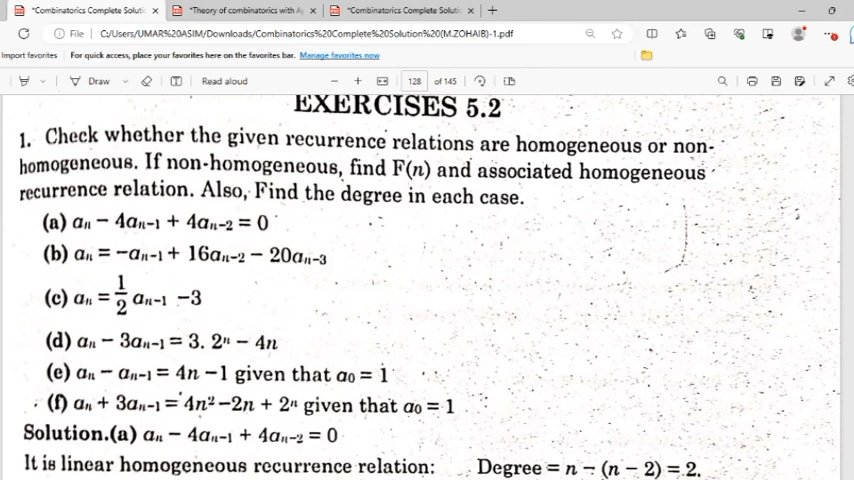 *Combinatorics Complete Soluti
*Theory of combinatorics with A
*Combinatorics Complete Soluti
File
C:/Users/UMAR%20ASIM/Downloads/Combinatorics%20Complete%20Solution%20(M.ZOHAIB)-1.pdf
Import favorites
For quick access, place your favorites here on the favorites bar. Manage favorites now
Draw
Read aloud
128 of 145
EXERCISES 5.2
1. Check whether the given recurrence relations are homogeneous or non-
homogeneous. If non-homogeneous, find F(n) and associated homogeneous
recurrence relation. Also, Find the degree in each case.
(a) aₙ − 4aₙ₋₁ + 4aₙ₋₂ = 0
(b) aₙ = −aₙ₋₁ + 16aₙ₋₂ − 20aₙ₋₃
(c) aₙ = 1/2 aₙ₋₁ −3
(d) aₙ − 3aₙ₋₁ = 3. 2ⁿ − 4n
(e) aₙ − aₙ₋₁ = 4n −1 given that a₀ = 1
(f) aₙ + 3aₙ₋₁ = 4n² −2n + 2ⁿ given that a₀ = 1
Solution.(a) aₙ − 4aₙ₋₁ + 4aₙ₋₂ = 0
It is linear homogeneous recurrence relation: Degree = n − (n − 2) = 2.